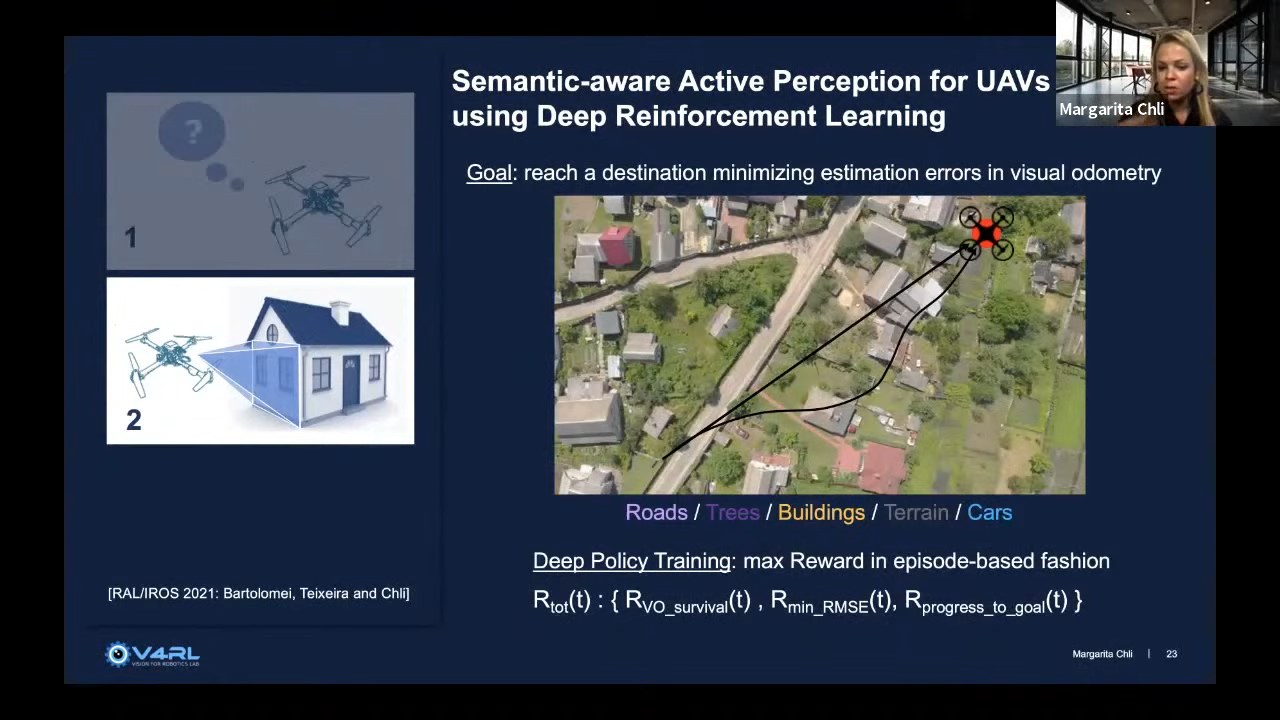 Semantic-aware Active Perception for UAVs
using Deep Reinforcement Learning
Margarita Chli
Goal: reach a destination minimizing estimation errors in visual odometry
?
1
2
Roads / Trees / Buildings / Terrain / Cars
Deep Policy Training: max Reward in episode-based fashion
Rtot(t) : { RVO_survival(t) , Rmin_RMSE(t), Rprogress_to_goal(t) }
[RAL/IROS 2021: Bartolomei, Teixeira and Chli]
V4RL
VISION FOR ROBOTICS LAB
Margarita Chli | 23